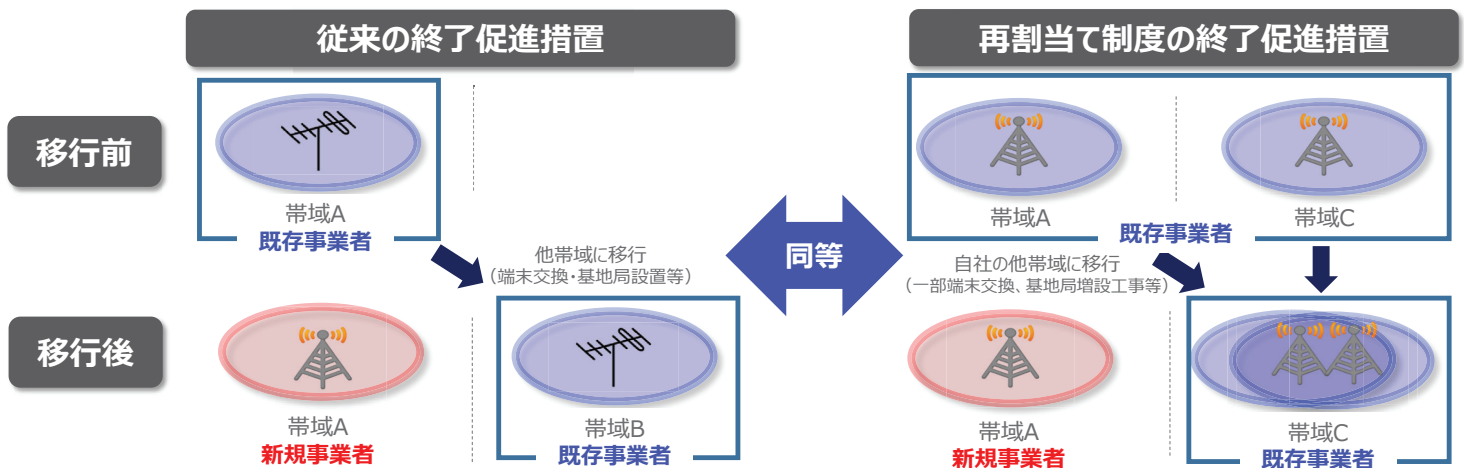 従来の終了促進措置
再割当て制度の終了促進措置
移行前
帯域A
既存事業者
帯域A
帯域C
既存事業者
他帯域に移行
（端末交換・基地局設置等）
同等
自社の他帯域に移行
（一部端末交換、基地局増設工事等）
移行後
帯域A
新規事業者
帯域B
既存事業者
帯域A
新規事業者
帯域C
既存事業者